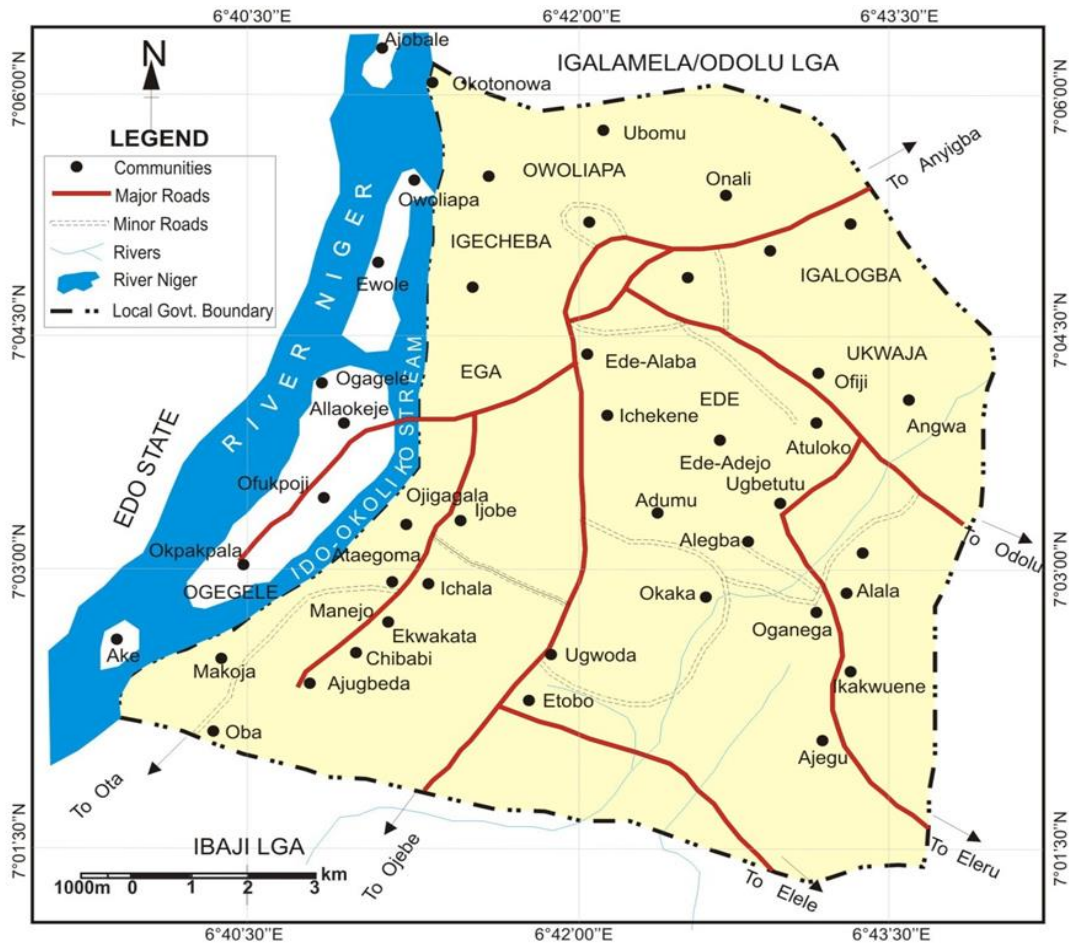 6°40'30"E
6°42'00"E
6°43'30"E
Ajobale
N
IGALAMELA/ODOLU LGA
Okotonowa
7°06'00"N
7°06'00"N
LEGEND
Communities
Major Roads
Minor Roads
Rivers
River Niger
Local Govt. Boundary
Ubomu
To Anyigba
OWOLIAPA
Onali
Owoliapa
IGECHEBA
Ewole
IGALOGBA
RIVER NIGER
7°04'30"N
7°04'30"N
UKWAJA
Ede-Alaba
EGA
Ogagele
Ofiji
EDE
Allaokeje
Ichekene
Angwa
Atuloko
EDO STATE
IDO-OKOLIKO STREAM
Ede-Adejo
Ofukpoji
Ugbetutu
Ojigagala
Adumu
Ijobe
To Odolu
Okpakpala
Alegba
Ataegoma
7°03'00"N
7°03'00"N
OGEGELE
Ichala
Okaka
Alala
Manejo
Oganega
Ekwakata
Ake
Chibabi
Ugwoda
Makoja
Ajugbeda
Ikakwuene
Etobo
Oba
Ajegu
To Ota
IBAJI LGA
To Ojebe
To Eleru
7°01'30"N
7°01'30"N
km
1000m 0 1 2 3
To Elele
6°40'30"E
6°42'00"E
6°43'30"E